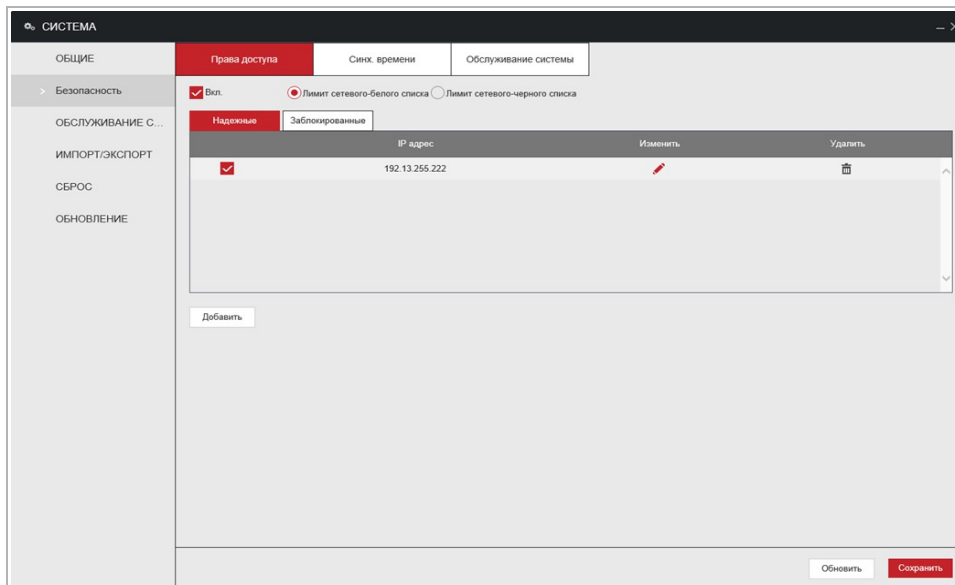 СИСТЕМА
ОБЩИЕ
Безопасность
ОБСЛУЖИВАНИЕ С...
ИМПОРТ/ЭКСПОРТ
СБРОС
ОБНОВЛЕНИЕ
Права доступа Синх. времени Обслуживание системы
Вкл. Лимит сетевого-белого списка Лимит сетевого-черного списка
Надежные Заблокированные
IP адрес Изменить Удалить
192.13.255.222
Добавить
Обновить Сохранить